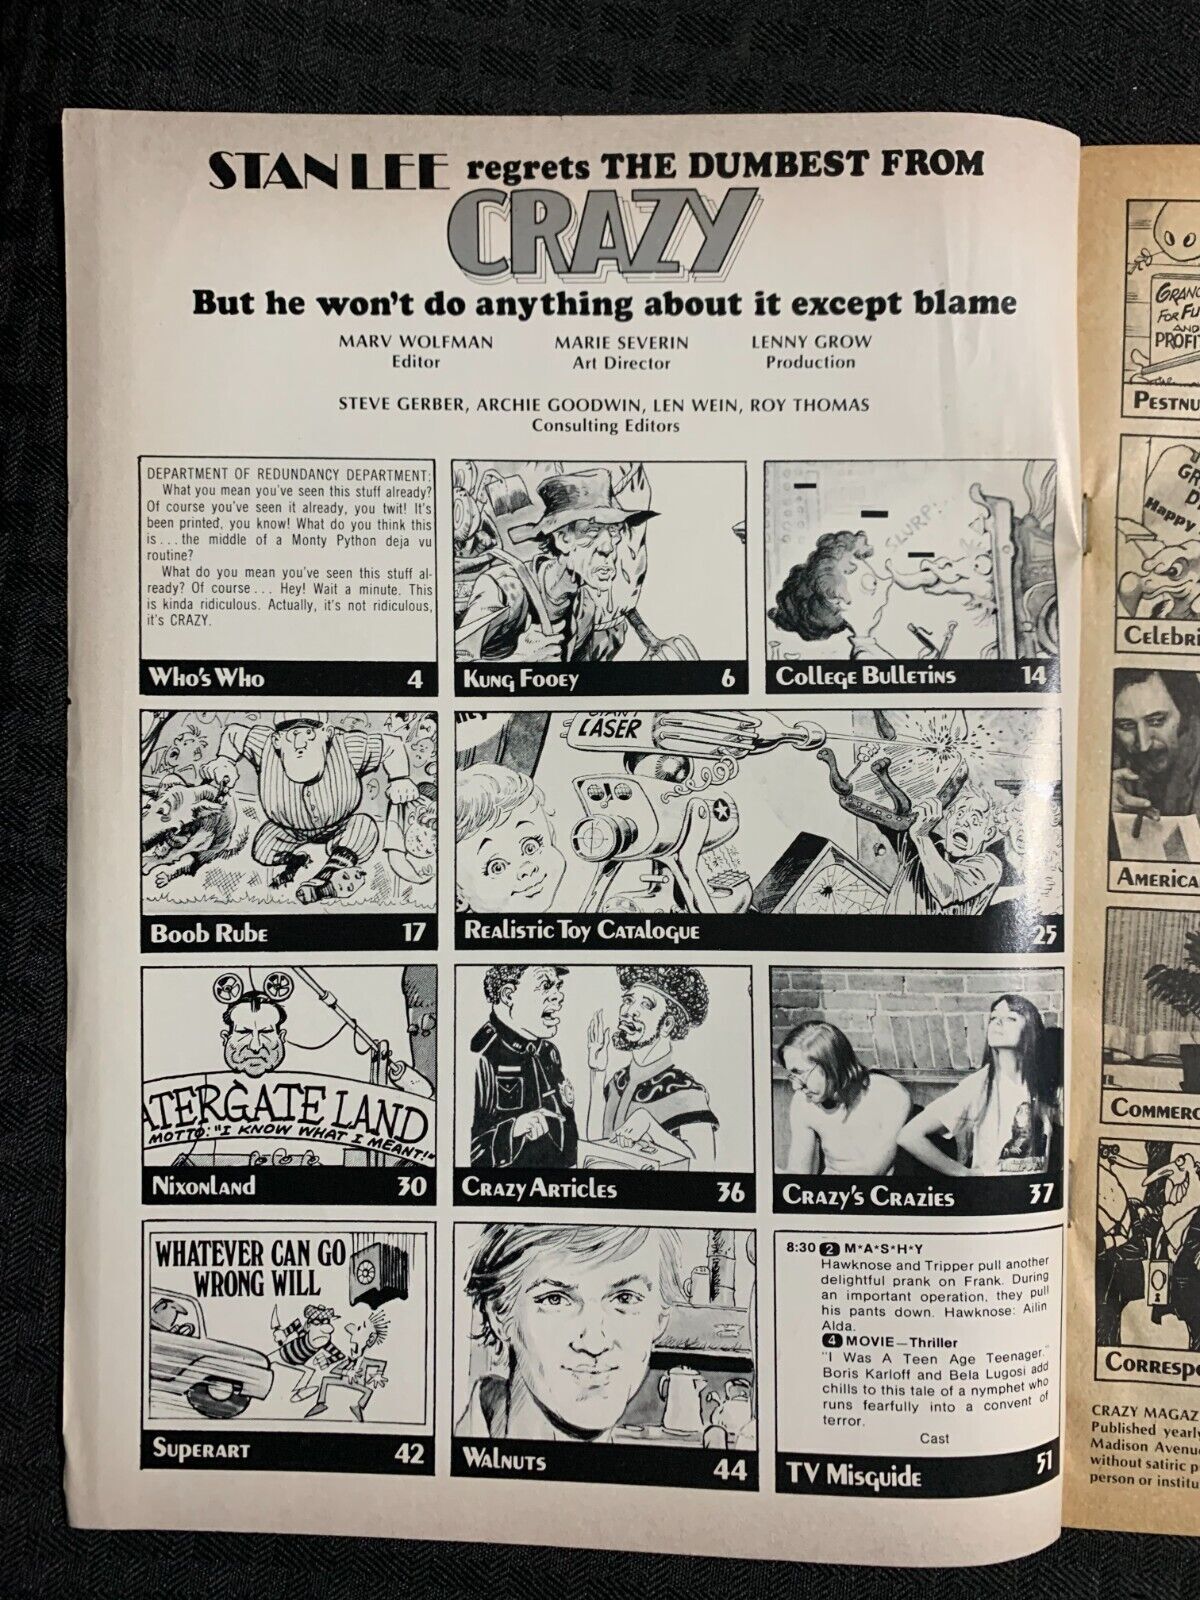 STAN LEE regrets THE DUMBEST FROM
CRAZY
But he won't do anything about it except blame
MARV WOLFMAN
Editor
MARIE SEVERIN
Art Director
LENNY GROW
Production
STEVE GERBER, ARCHIE GOODWIN, LEN WEIN, ROY THOMAS
Consulting Editors
DEPARTMENT OF REDUNDANCY DEPARTMENT:
What you mean you've seen this stuff already?
Of course you've seen it already, you twit! It's
been printed, you know! What do you think this
is...the middle of a Monty Python deja vu
routine?
What do you mean you've seen this stuff al-
ready? Of course... Hey! Wait a minute. This
is kinda ridiculous. Actually, it's not ridiculous,
it's CRAZY.
Who's Who 4
Kung Fooey 6
SLURP!
College Bulletins 14
Boob Rube 17
LASER
Realistic Toy Catalogue 25
ATERGATE LAND
MOTTO: "I KNOW WHAT I MEANT!"
Nixonland 30
Crazy Articles 36
Crazy's Crazies 37
WHATEVER CAN GO
WRONG WILL
Superart 42
Walnuts 44
8:30 2 M*A*S*H*Y
Hawknose and Tripper pull another
delightful prank on Frank. During
an important operation, they pull
his pants down. Hawknose: Ailin
Alda.
4 MOVIE—Thriller
"I Was A Teen Age Teenager."
Boris Karloff and Bela Lugosi add
chills to this tale of a nymphet who
runs fearfully into a convent of
terror.
Cast
TV Misguide 51
FOR FU
AND
PROFI
PESTNU
GR
D
Happy
CELEBRI
AMERICA
COMMERC
CORRESPO
CRAZY MAGAZ
Published yearly
Madison Avenue
without satiric p
person or institu